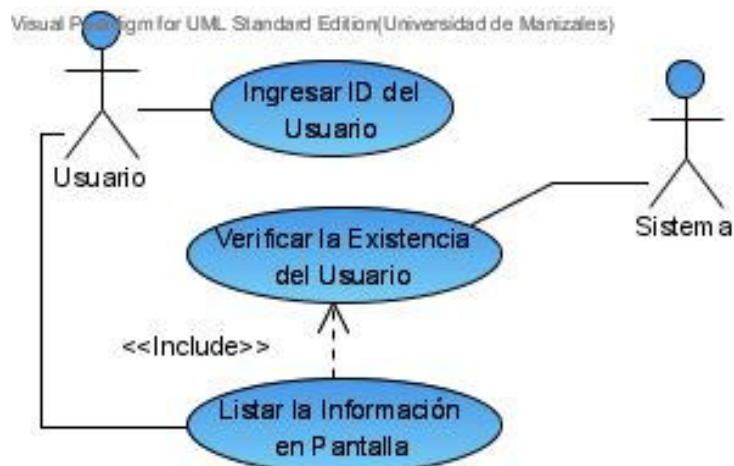 Visual Paradigm for UML Standard Edition(Universidad de Manizales)
Ingresar ID del
Usuario
Usuario
Verificar la Existencia
del Usuario
Sistema
<<Include>>
Listar la Información
en Pantalla